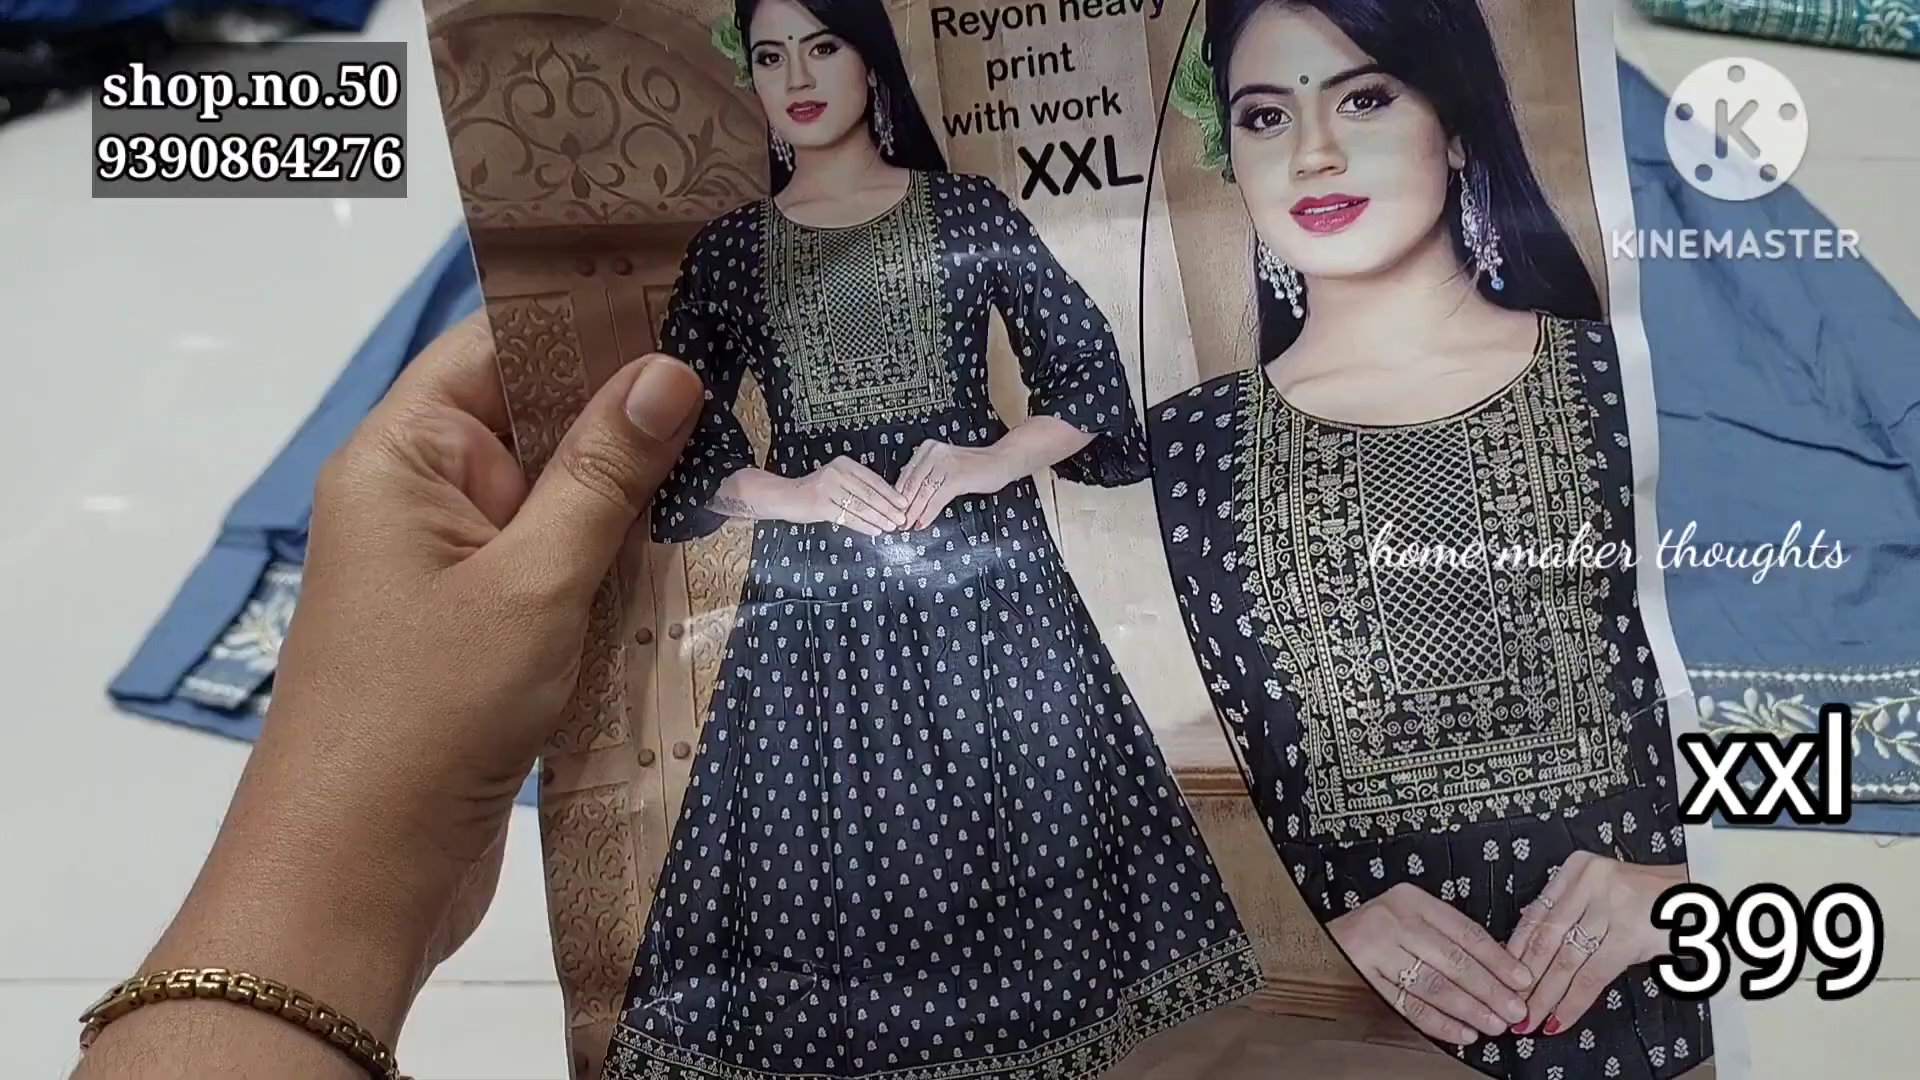 shop.no.50
9390864276
Reyon heavy
print
with work
XXL
KINEMASTER
home maker thoughts
xxl
399